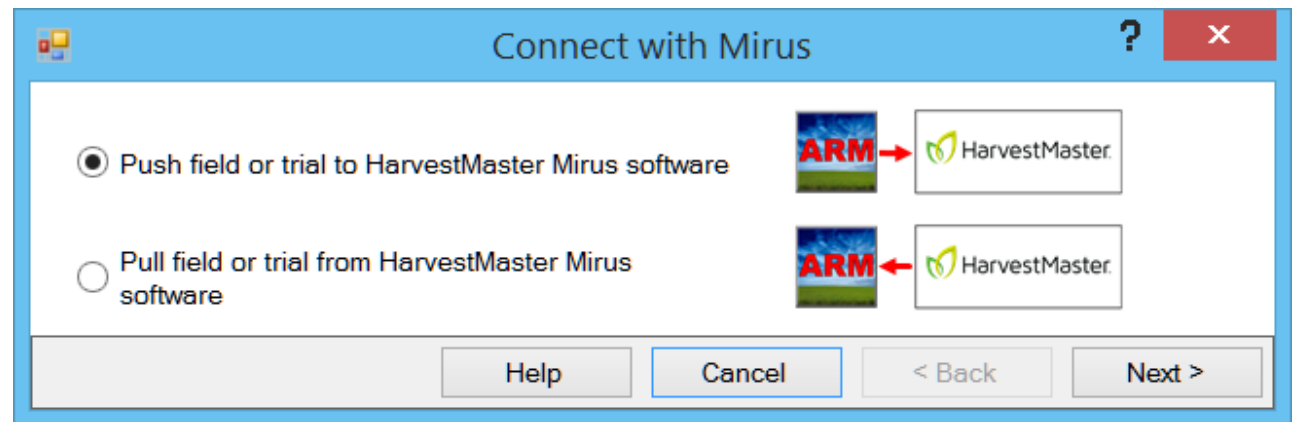 Connect with Mirus
?
×
Push field or trial to HarvestMaster Mirus software
ARM
HarvestMaster.
Pull field or trial from HarvestMaster Mirus
software
ARM
HarvestMaster.
Help
Cancel
< Back
Next >